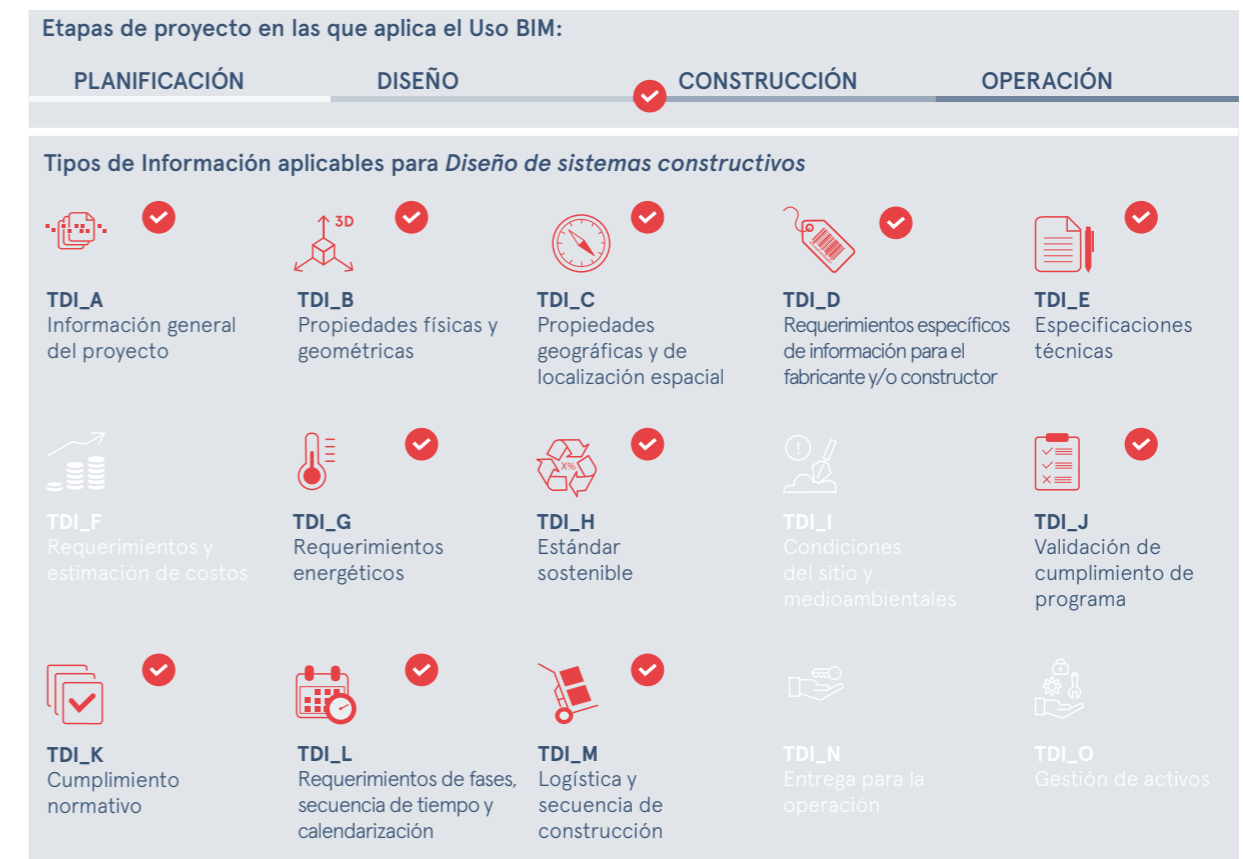 Etapas de proyecto en las que aplica el Uso BIM:
PLANIFICACIÓN DISEÑO CONSTRUCCIÓN OPERACIÓN
Tipos de Información aplicables para Diseño de sistemas constructivos
3D
TDI_A
Información general
del proyecto
TDI_B
Propiedades físicas y
geométricas
TDI_C
Propiedades
geográficas y de
localización espacial
TDI_D
Requerimientos específicos
de información para el
fabricante y/o constructor
TDI_E
Especificaciones
técnicas
TDI_F
Requerimientos y
estimación de costos
TDI_G
Requerimientos
energéticos
X%
TDI_H
Estándar
sostenible
TDI_I
Condiciones
del sitio y
medioambientales
TDI_J
Validación de
cumplimiento de
programa
TDI_K
Cumplimiento
normativo
TDI_L
Requerimientos de fases,
secuencia de tiempo y
calendarización
TDI_M
Logística y
secuencia de
construcción
TDI_N
Entrega para la
operación
TDI_O
Gestión de activos